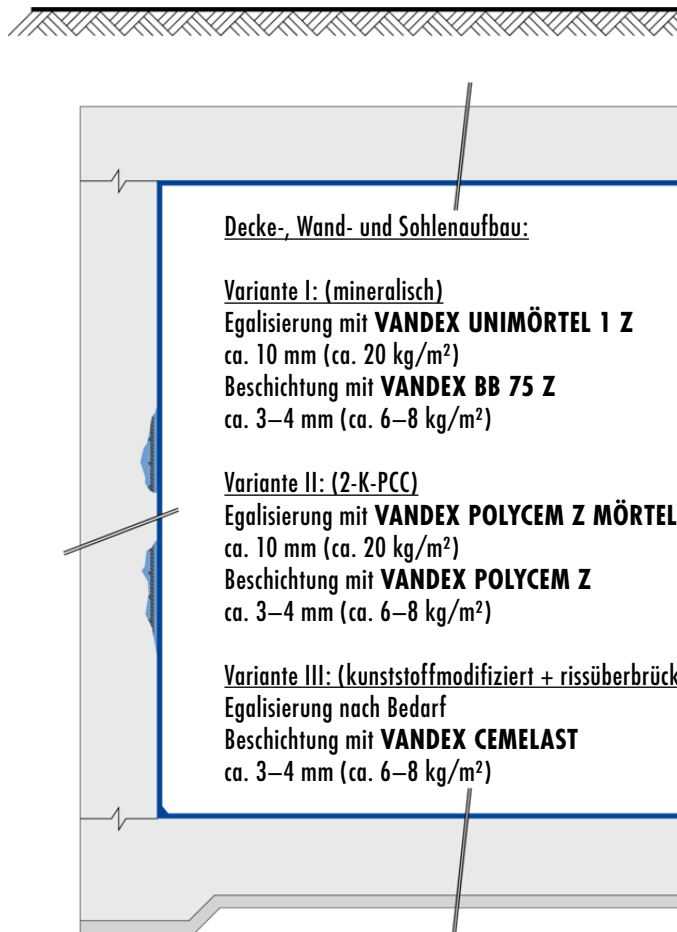 Decke-, Wand- und Sohlenaufbau:
Variante I: (mineralisch)
Egalisierung mit VANDEX UNIMÖRTEL 1 Z
ca. 10 mm (ca. 20 kg/m²)
Beschichtung mit VANDEX BB 75 Z
ca. 3–4 mm (ca. 6–8 kg/m²)
Variante II: (2-K-PCC)
Egalisierung mit VANDEX POLYCEM Z MÖRTEL
ca. 10 mm (ca. 20 kg/m²)
Beschichtung mit VANDEX POLYCEM Z
ca. 3–4 mm (ca. 6–8 kg/m²)
Variante III: (kunststoffmodifiziert + rissüberbrück
Egalisierung nach Bedarf
Beschichtung mit VANDEX CEMELAST
ca. 3–4 mm (ca. 6–8 kg/m²)